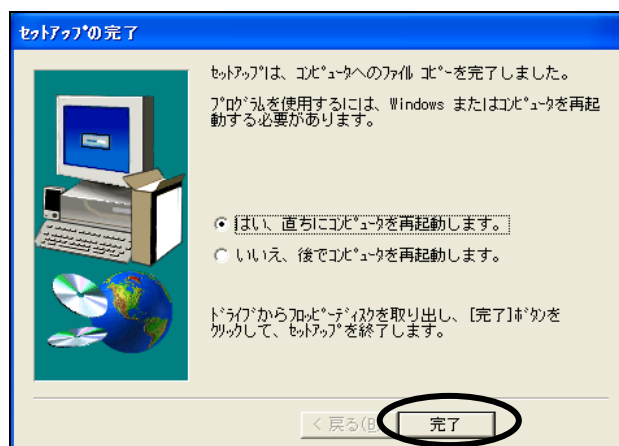 ｾｯﾄｱｯﾌﾟの完了
ｾｯﾄｱｯﾌﾟは、ｺﾝﾋﾟｭｰﾀへのﾌｧｲﾙ ｺﾋﾟｰを完了しました。
ﾌﾟﾛｸﾞﾗﾑを使用するには、Windows またはｺﾝﾋﾟｭｰﾀを再起
動する必要があります。
はい、直ちにｺﾝﾋﾟｭｰﾀを再起動します。
いいえ、後でｺﾝﾋﾟｭｰﾀを再起動します。
ﾄﾞﾗｲﾌﾞからﾌﾛｯﾋﾟｰﾃﾞｨｽｸを取り出し、[完了]ﾎﾞﾀﾝを
ｸﾘｯｸして、ｾｯﾄｱｯﾌﾟを終了します。
< 戻る(B
完了